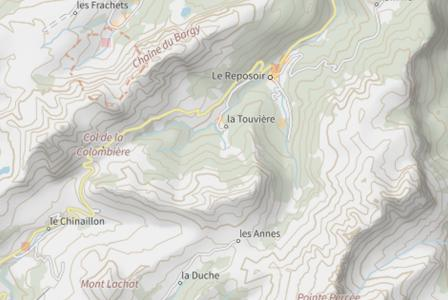 les Frachets
Chaîne du Bargy
Le Reposoir
la Touvière
Col de la
Colombière
le Chinaillon
les Annes
Mont Lachat
la Duche
Pointe Percée